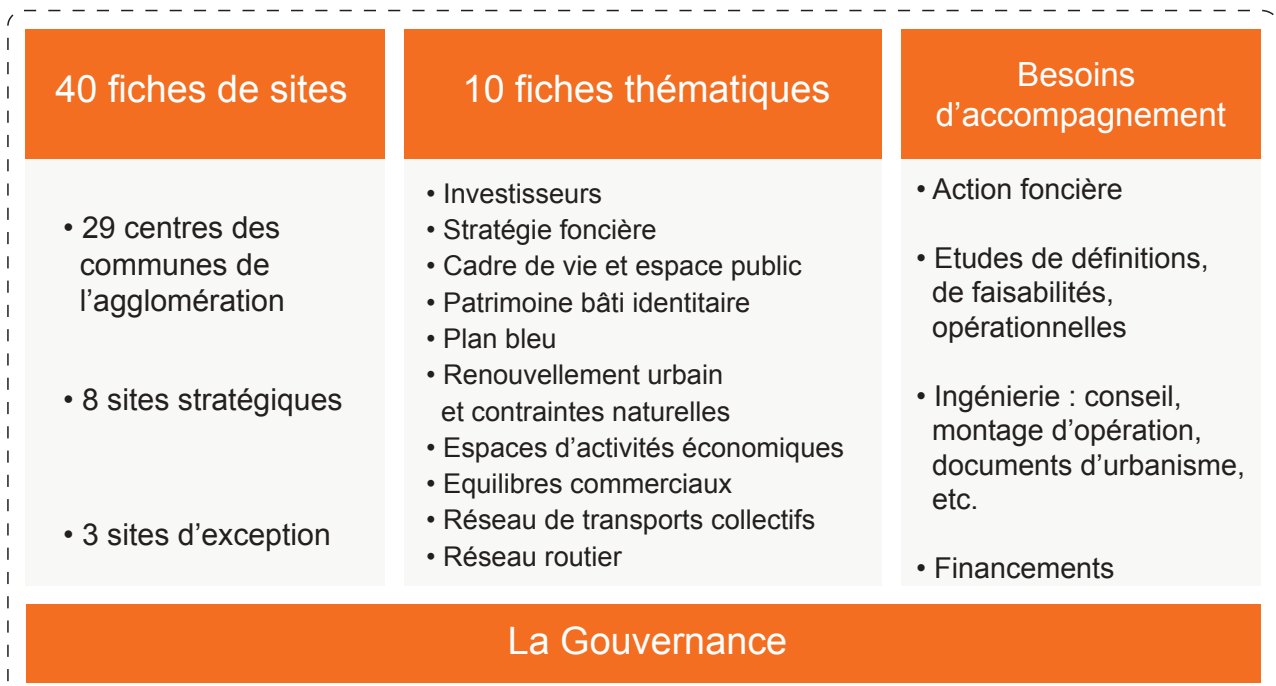 40 fiches de sites
• 29 centres des
communes de
l'agglomération
• 8 sites stratégiques
• 3 sites d'exception
10 fiches thématiques
• Investisseurs
• Stratégie foncière
• Cadre de vie et espace public
• Patrimoine bâti identitaire
• Plan bleu
• Renouvellement urbain
et contraintes naturelles
• Espaces d'activités économiques
• Equilibres commerciaux
• Réseau de transports collectifs
• Réseau routier
Besoins
d'accompagnement
• Action foncière
• Etudes de définitions,
de faisabilités,
opérationnelles
• Ingénierie : conseil,
montage d'opération,
documents d'urbanisme,
etc.
• Financements
La Gouvernance